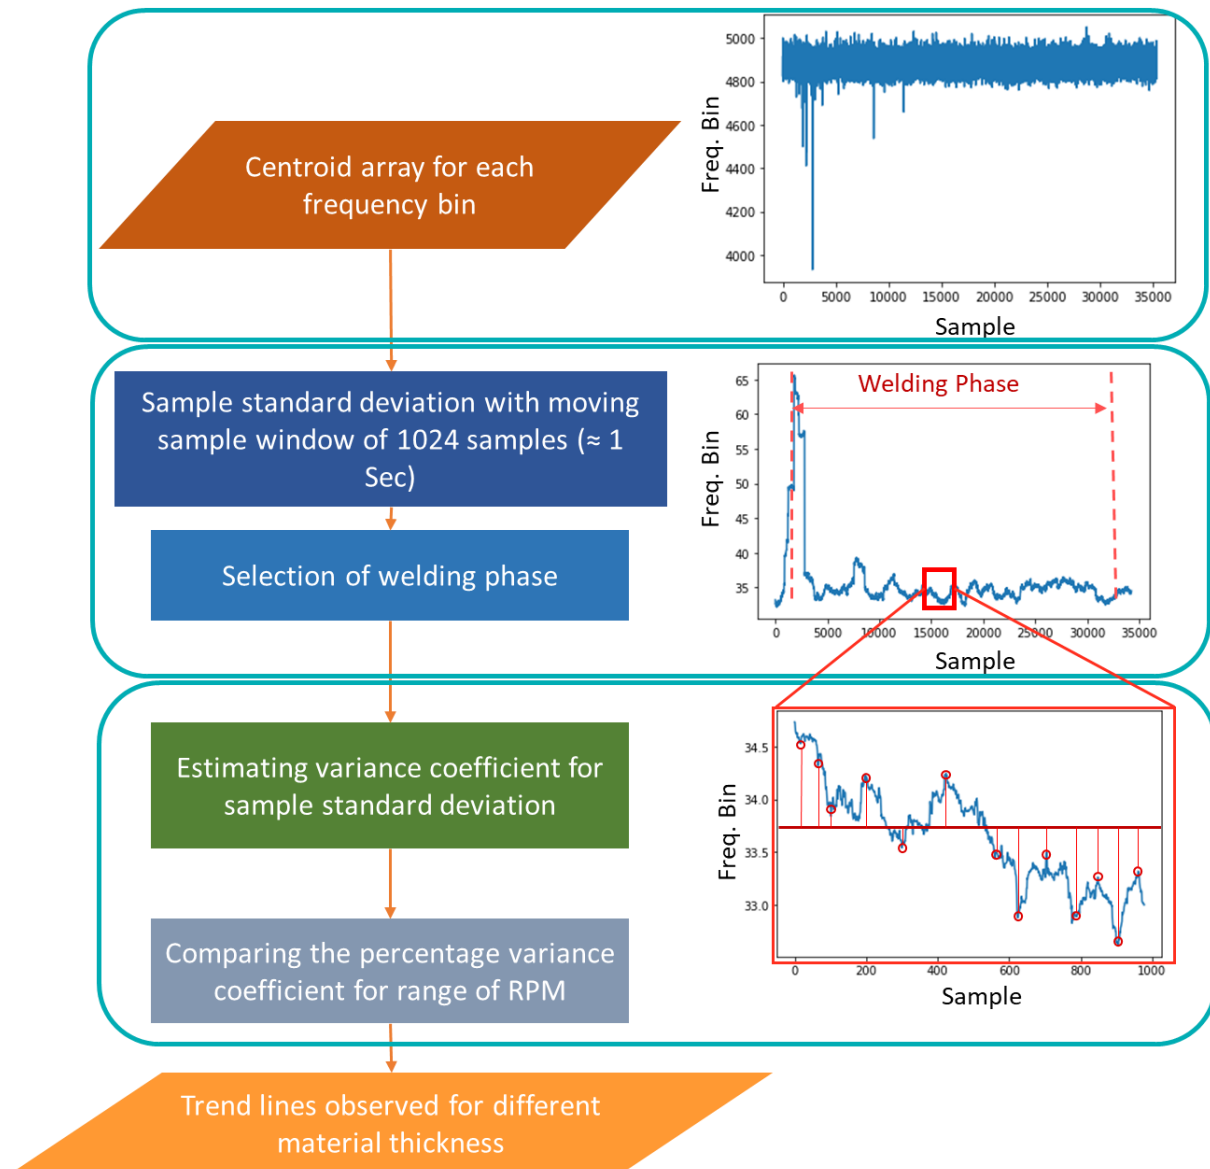 Centroid array for each
frequency bin
Freq. Bin
5000
4800
4600
4400
4200
4000
0 5000 10000 15000 20000 25000 30000 35000
Sample
Sample standard deviation with moving
sample window of 1024 samples (≈ 1
Sec)
Selection of welding phase
Welding Phase
Freq. Bin
65
60
55
50
45
40
35
0 5000 10000 15000 20000 25000 30000 35000
Sample
Estimating variance coefficient for
sample standard deviation
Comparing the percentage variance
coefficient for range of RPM
Freq. Bin
34.5
34.0
33.5
33.0
0 200 400 600 800 1000
Sample
Trend lines observed for different
material thickness